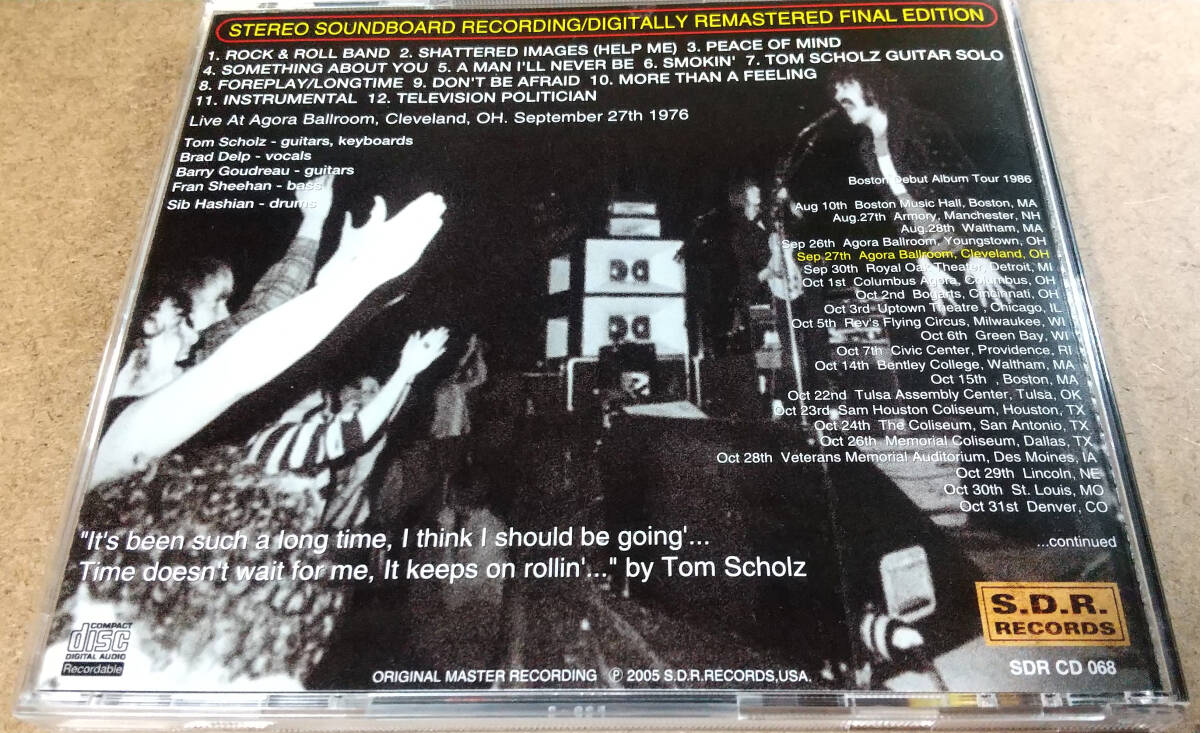 STEREO SOUNDBOARD RECORDING/DIGITALLY REMASTERED FINAL EDITION
1. ROCK & ROLL BAND 2. SHATTERED IMAGES (HELP ME) 3. PEACE OF MIND
4. SOMETHING ABOUT YOU 5. A MAN I'LL NEVER BE 6. SMOKIN' 7. TOM SCHOLZ GUITAR SOLO
8. FOREPLAY/LONGTIME 9. DON'T BE AFRAID 10. MORE THAN A FEELING
11. INSTRUMENTAL 12. TELEVISION POLITICIAN
Live At Agora Ballroom, Cleveland, OH. September 27th 1976
Tom Scholz - guitars, keyboards
Brad Delp - vocals
Barry Goudreau - guitars
Fran Sheehan - bass
Sib Hashian - drums
Boston Debut Album Tour 1986
Aug 10th Boston Music Hall, Boston, MA
Aug.27th Armory, Manchester, NH
Aug.28th Waltham, MA
Sep 26th Agora Ballroom, Youngstown, OH
Sep 27th Agora Ballroom, Cleveland, OH
Sep 30th Royal Oak Theater, Detroit, MI
Oct 1st Columbus Agora, Columbus, OH
Oct 2nd Bogarts, Cincinnati, OH
Oct 3rd Uptown Theatre , Chicago, IL
Oct 5th Rev's Flying Circus, Milwaukee, WI
Oct 6th Green Bay, WI
Oct 7th Civic Center, Providence, RI
Oct 14th Bentley College, Waltham, MA
Oct 15th , Boston, MA
Oct 22nd Tulsa Assembly Center, Tulsa, OK
Oct 23rd Sam Houston Coliseum, Houston, TX
Oct 24th The Coliseum, San Antonio, TX
Oct 26th Memorial Coliseum, Dallas, TX
Oct 28th Veterans Memorial Auditorium, Des Moines, IA
Oct 29th Lincoln, NE
Oct 30th St. Louis, MO
Oct 31st Denver, CO
...continued
"It's been such a long time, I think I should be going'...
Time doesn't wait for me, It keeps on rollin'..." by Tom Scholz
S.D.R.
RECORDS
SDR CD 068
COMPACT
disc
DIGITAL AUDIO
Recordable
ORIGINAL MASTER RECORDING ℗ 2005 S.D.R.RECORDS,USA.